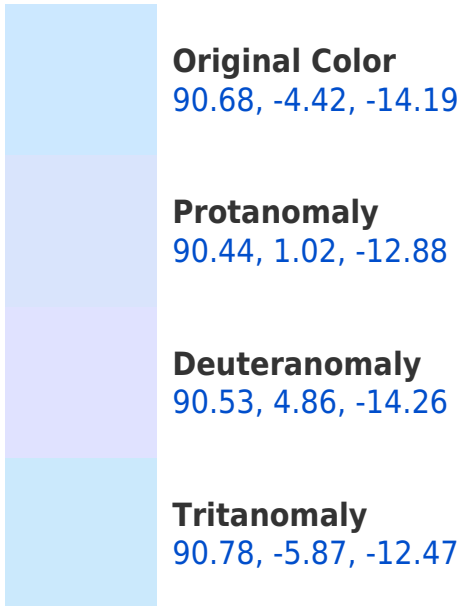 Original Color
90.68, -4.42, -14.19
Protanomaly
90.44, 1.02, -12.88
Deuteranomaly
90.53, 4.86, -14.26
Tritanomaly
90.78, -5.87, -12.47